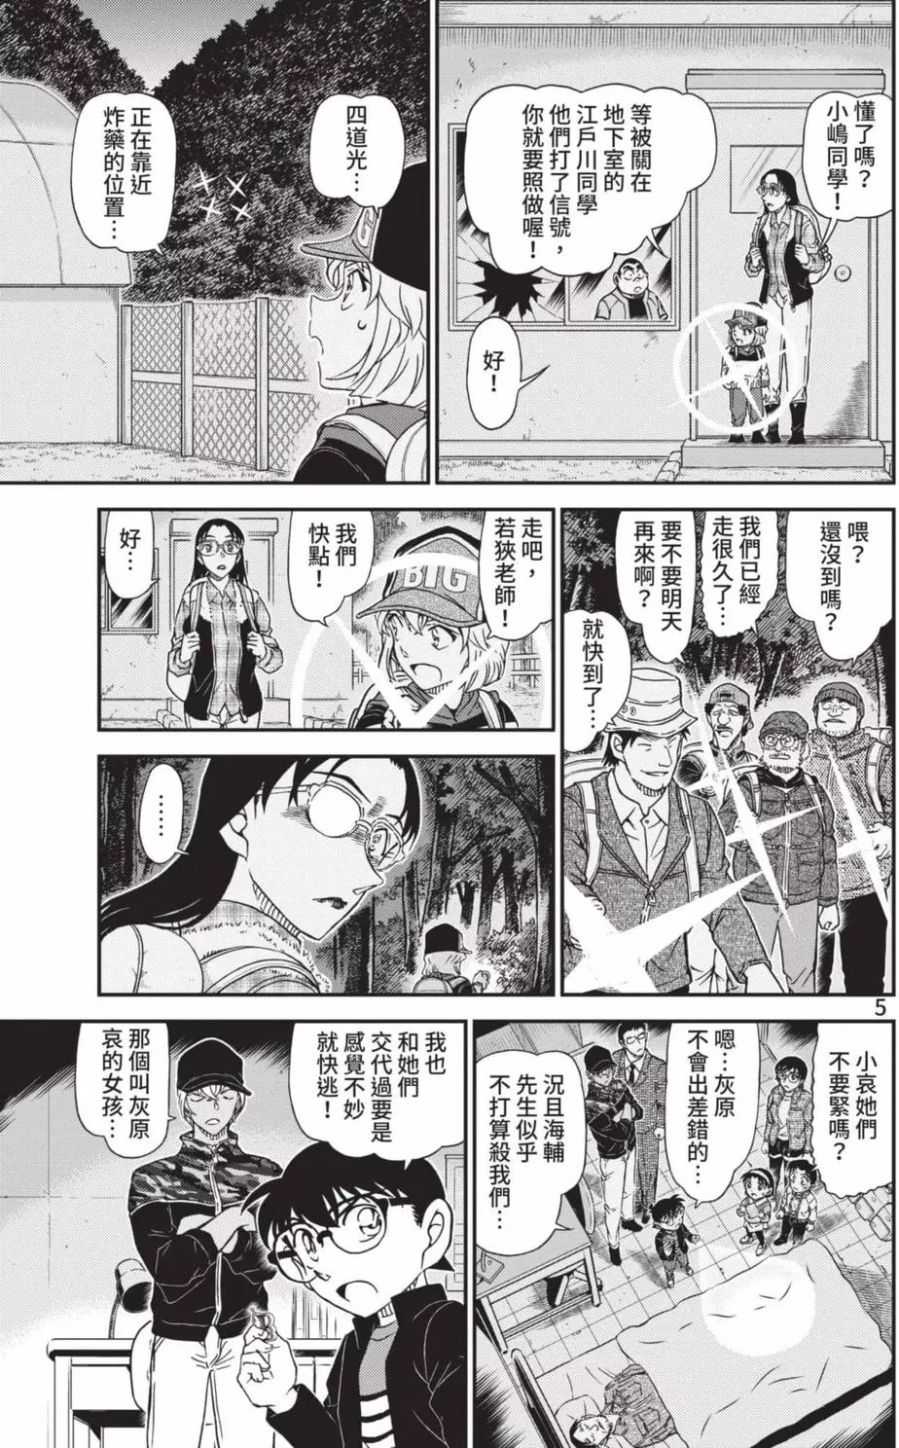 懂了嗎？
小嶋同學！
等被關在
地下室的
江戶川同學
他們打了信號，
你就要照做喔！
好！
四道光…
BIG
正在靠近
炸藥的位置…
喂？
還沒到嗎？
我們已經
走很久了…
要不要明天
再來啊？
就快到了…
走吧，
若狹老師！
我們
快點！
BIG
好…
……
5
小哀她們
不要緊嗎？
嗯…灰原
不會出差錯的…
況且海輔
先生似乎
不打算殺我們…
我也
和她們
交代過要是
感覺不妙
就快逃！
那個叫灰原
哀的女孩…